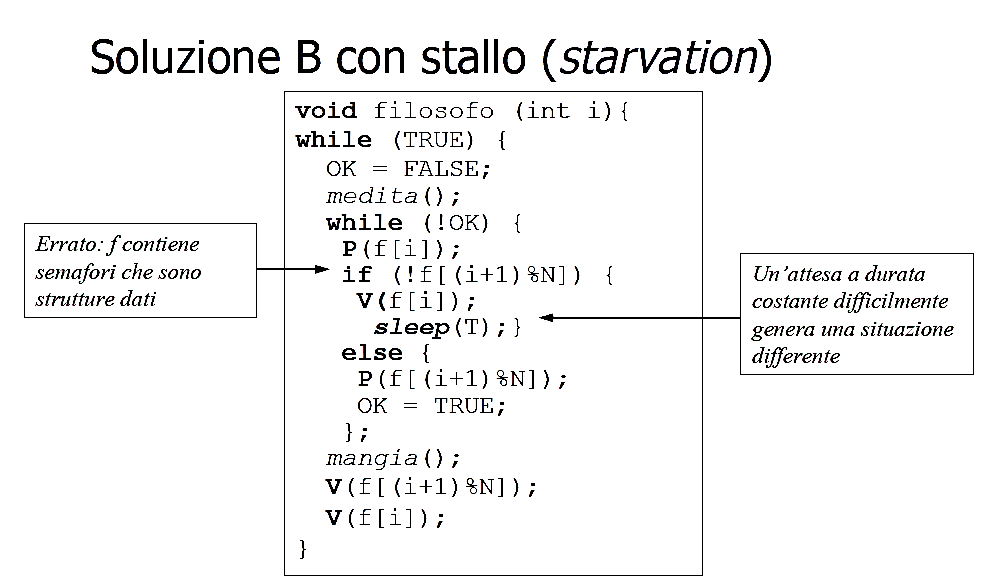 Soluzione B con stallo (starvation)
void filosofo (int i){
while (TRUE) {
OK = FALSE;
medita();
while (!OK) {
P(f[i]);
if (!f[(i+1)%N]) {
V(f[i]);
sleep(T);}
else {
P(f[(i+1)%N]);
OK = TRUE;
};
mangia();
V(f[(i+1)%N]);
V(f[i]);
}
Errato: f contiene
semafori che sono
strutture dati
Un'attesa a durata
costante difficilmente
genera una situazione
differente